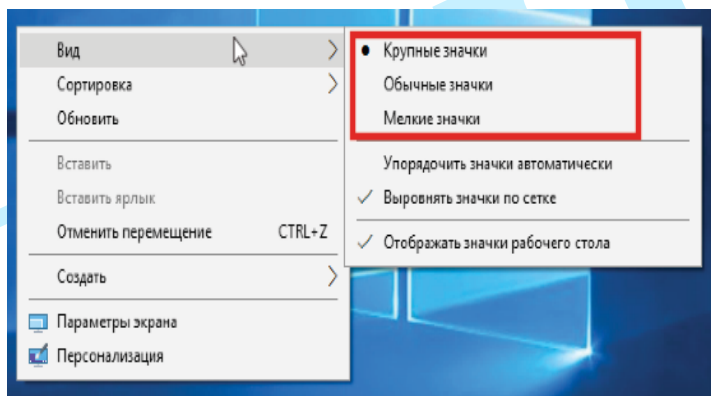 Вид
Сортировка
Обновить
Вставить
Вставить ярлык
Отменить перемещение CTRL+Z
Создать
Параметры экрана
Персонализация
Крупные значки
Обычные значки
Мелкие значки
Упорядочить значки автоматически
Выровнять значки по сетке
Отображать значки рабочего стола